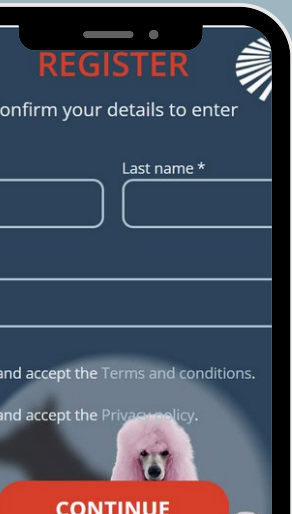 REGISTER
onfirm your details to enter
Last name *
and accept the Terms and conditions.
and accept the Privacy policy.
CONTINUE